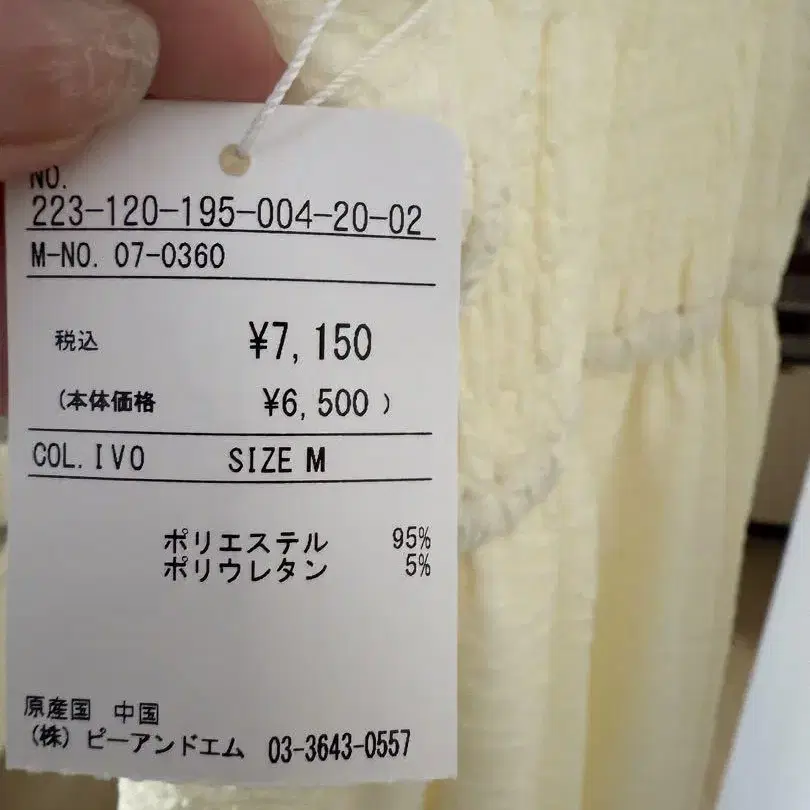 NO.
223-120-195-004-20-02
M-NO. 07-0360
税込 ¥7,150
(本体価格 ¥6,500 )
COL.IVO SIZE M
ポリエステル 95%
ポリウレタン 5%
原産国 中国
(株) ピーアンドエム 03-3643-0557